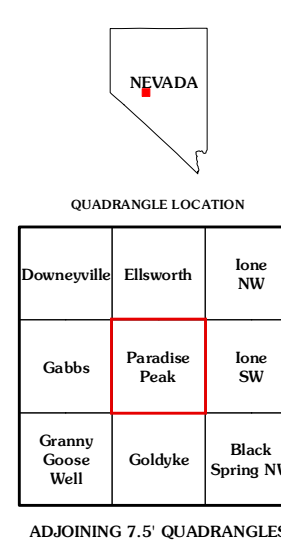 NEVADA
QUADRANGLE LOCATION
Downeyville
Ellsworth
Ione
NW
Gabbs
Paradise
Peak
Ione
SW
Granny
Goose
Well
Goldyke
Black
Spring NW
ADJOINING 7.5' QUADRANGLES